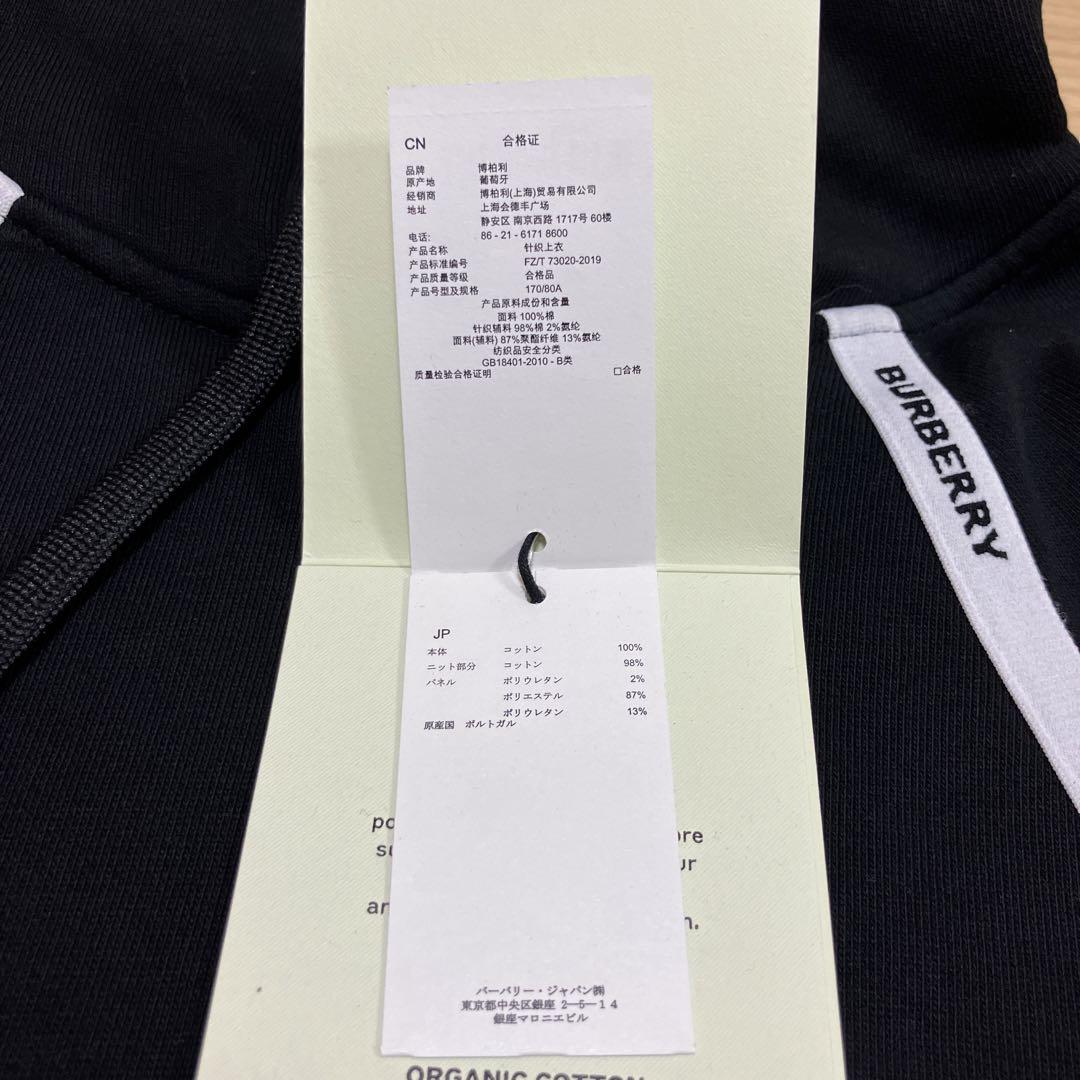 CN 合格证
品牌 博柏利
原产地 葡萄牙
经销商 博柏利(上海)贸易有限公司
地址 上海会德丰广场
静安区 南京西路 1717号 60楼
电话: 86 - 21 - 6171 8600
产品名称 针织上衣
产品标准编号 FZ/T 73020-2019
产品质量等级 合格品
产品号型及规格 170/80A
产品原料成份和含量
面料 100%棉
针织辅料 98%棉 2%氨纶
面料(辅料) 87%聚酯纤维 13%氨纶
纺织品安全分类
GB18401-2010 - B类
质量检验合格证明 □合格
BURBERRY
JP
本体 コットン 100%
ニット部分 コットン 98%
パネル ポリウレタン 2%
ポリエステル 87%
ポリウレタン 13%
原産国 ポルトガル
バーバリー・ジャパン㈱
東京都中央区銀座 2-5-14
銀座マロニエビル
ORGANIC COTTON